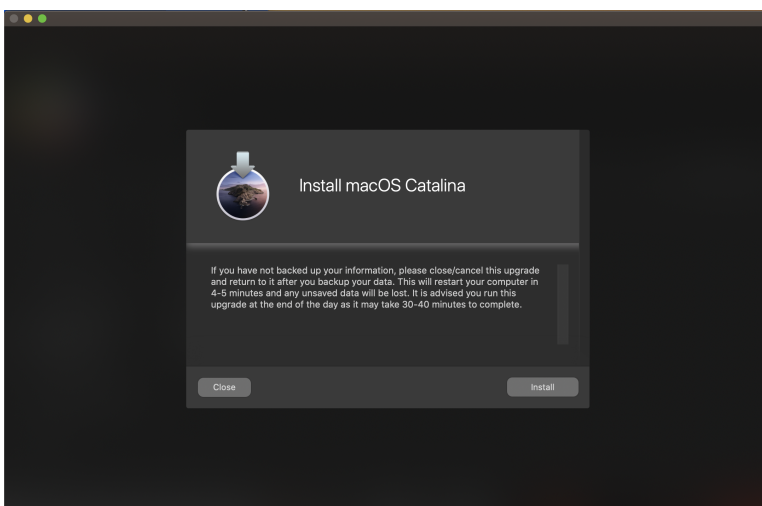 Install macOS Catalina
If you have not backed up your information, please close/cancel this upgrade
and return to it after you backup your data. This will restart your computer in
4-5 minutes and any unsaved data will be lost. It is advised you run this
upgrade at the end of the day as it may take 30-40 minutes to complete.
Close
Install